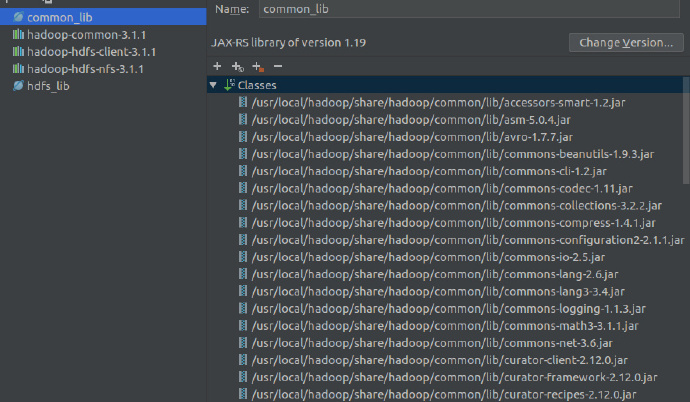 common_lib
hadoop-common-3.1.1
hadoop-hdfs-client-3.1.1
hadoop-hdfs-nfs-3.1.1
hdfs_lib
Name: common_lib
JAX-RS library of version 1.19
Change Version...
Classes
/usr/local/hadoop/share/hadoop/common/lib/accessors-smart-1.2.jar
/usr/local/hadoop/share/hadoop/common/lib/asm-5.0.4.jar
/usr/local/hadoop/share/hadoop/common/lib/avro-1.7.7.jar
/usr/local/hadoop/share/hadoop/common/lib/commons-beanutils-1.9.3.jar
/usr/local/hadoop/share/hadoop/common/lib/commons-cli-1.2.jar
/usr/local/hadoop/share/hadoop/common/lib/commons-codec-1.11.jar
/usr/local/hadoop/share/hadoop/common/lib/commons-collections-3.2.2.jar
/usr/local/hadoop/share/hadoop/common/lib/commons-compress-1.4.1.jar
/usr/local/hadoop/share/hadoop/common/lib/commons-configuration2-2.1.1.jar
/usr/local/hadoop/share/hadoop/common/lib/commons-io-2.5.jar
/usr/local/hadoop/share/hadoop/common/lib/commons-lang-2.6.jar
/usr/local/hadoop/share/hadoop/common/lib/commons-lang3-3.4.jar
/usr/local/hadoop/share/hadoop/common/lib/commons-logging-1.1.3.jar
/usr/local/hadoop/share/hadoop/common/lib/commons-math3-3.1.1.jar
/usr/local/hadoop/share/hadoop/common/lib/commons-net-3.6.jar
/usr/local/hadoop/share/hadoop/common/lib/curator-client-2.12.0.jar
/usr/local/hadoop/share/hadoop/common/lib/curator-framework-2.12.0.jar
/usr/local/hadoop/share/hadoop/common/lib/curator-recipes-2.12.0.jar